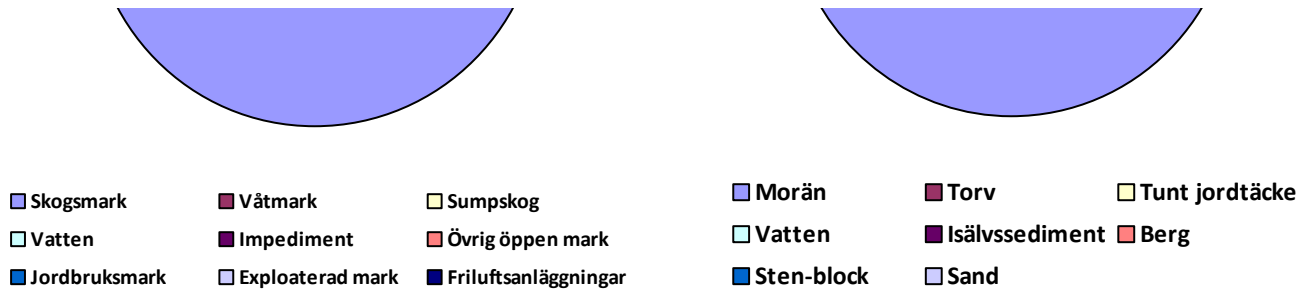 Skogsmark Våtmark Sumpskog
Vatten Impediment Övrig öppen mark
Jordbruksmark Exploaterad mark Friluftsanläggningar
Morän Torv Tunt jordtäcke
Vatten Isälvssediment Berg
Sten-block Sand